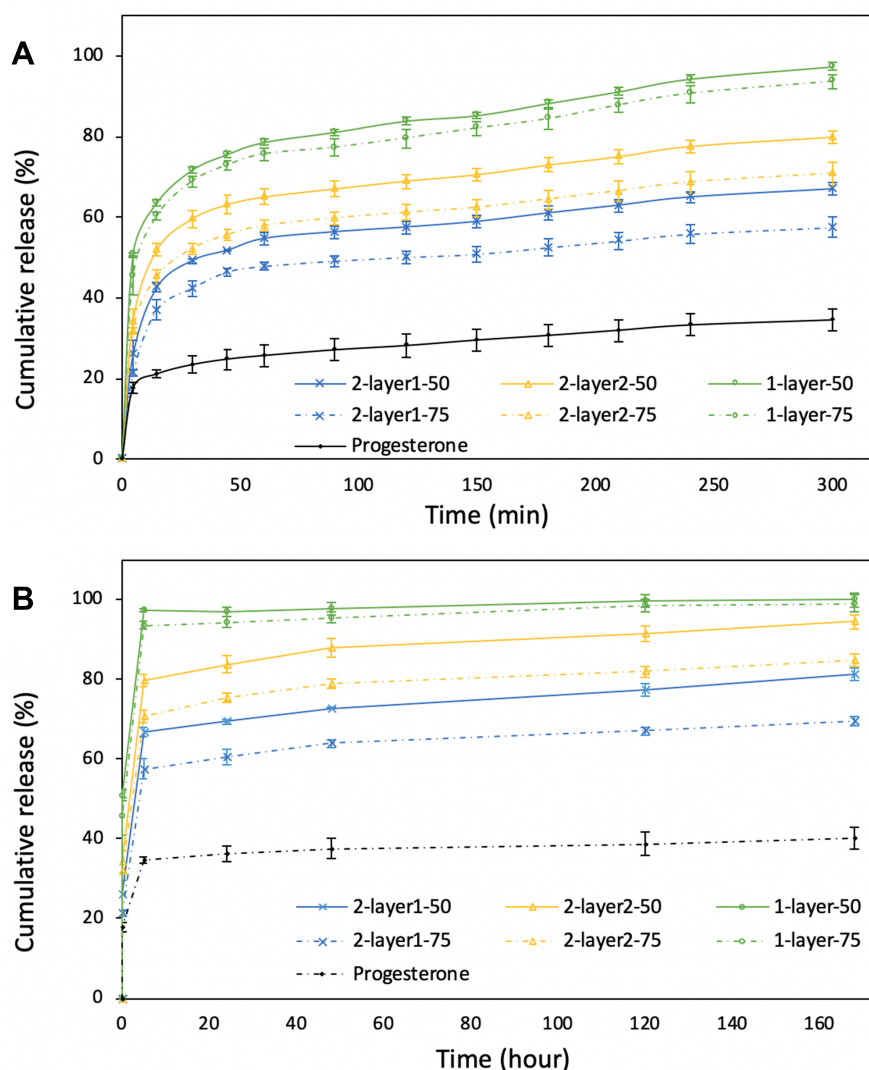 A
100
80
60
40
20
0
Cumulative release (%)
2-layer1-50 2-layer2-50 1-layer-50
2-layer1-75 2-layer2-75 1-layer-75
Progesterone
0 50 100 150 200 250 300
Time (min)
B
100
80
60
40
20
0
Cumulative release (%)
2-layer1-50 2-layer2-50 1-layer-50
2-layer1-75 2-layer2-75 1-layer-75
Progesterone
0 20 40 60 80 100 120 140 160
Time (hour)